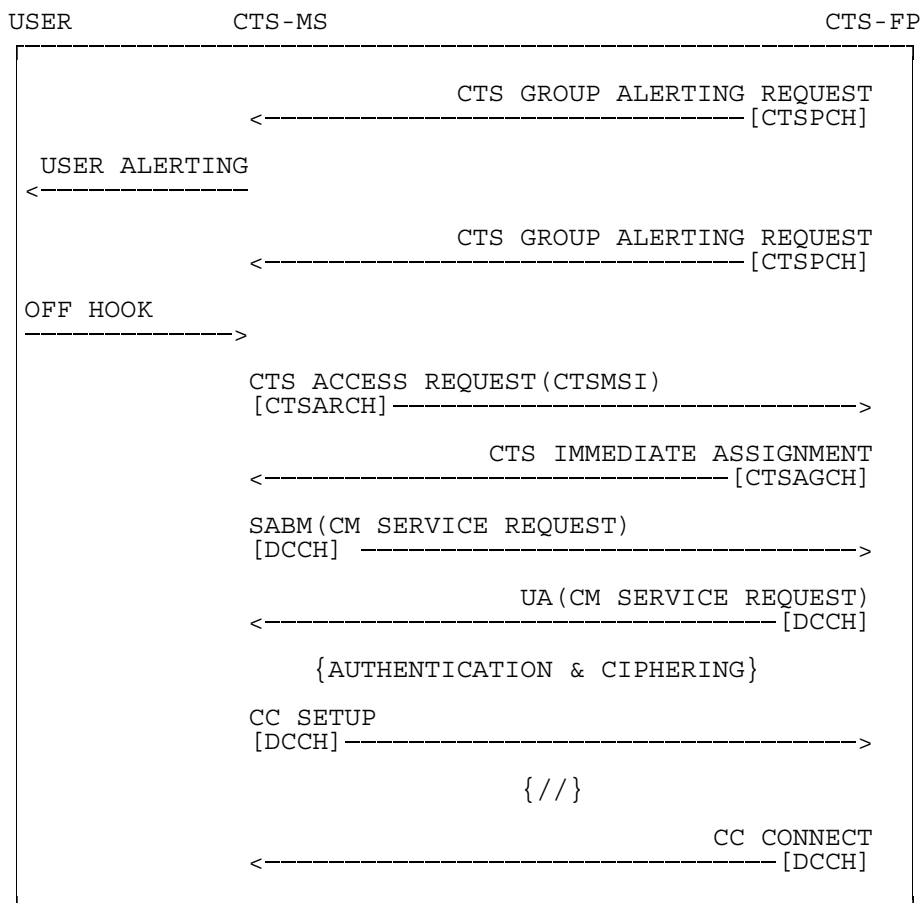 USER CTS-MS CTS-FP
CTS GROUP ALERTING REQUEST
<[CTSPCH]
USER ALERTING
<
CTS GROUP ALERTING REQUEST
<[CTSPCH]
OFF HOOK
>
CTS ACCESS REQUEST(CTSMSI)
[CTSARCH]>
CTS IMMEDIATE ASSIGNMENT
<[CTSAGCH]
SABM(CM SERVICE REQUEST)
[DCCH] >
UA(CM SERVICE REQUEST)
<[DCCH]
{AUTHENTICATION & CIPHERING}
CC SETUP
[DCCH]>
{//}
CC CONNECT
<[DCCH]